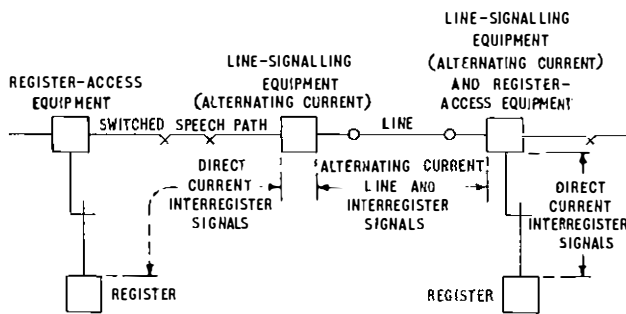 REGISTER-ACCESS
EQUIPMENT
LINE-SIGNALLING
EQUIPMENT
(ALTERNATING CURRENT)
LINE-SIGNALLING
EQUIPMENT
(ALTERNATING CURRENT)
AND REGISTER-
ACCESS EQUIPMENT
SWITCHED SPEECH PATH
LINE
DIRECT
CURRENT
INTERREGISTER
SIGNALS
ALTERNATING CURRENT
LINE AND
INTERREGISTER
SIGNALS
DIRECT
CURRENT
INTERREGISTER
SIGNALS
REGISTER
REGISTER